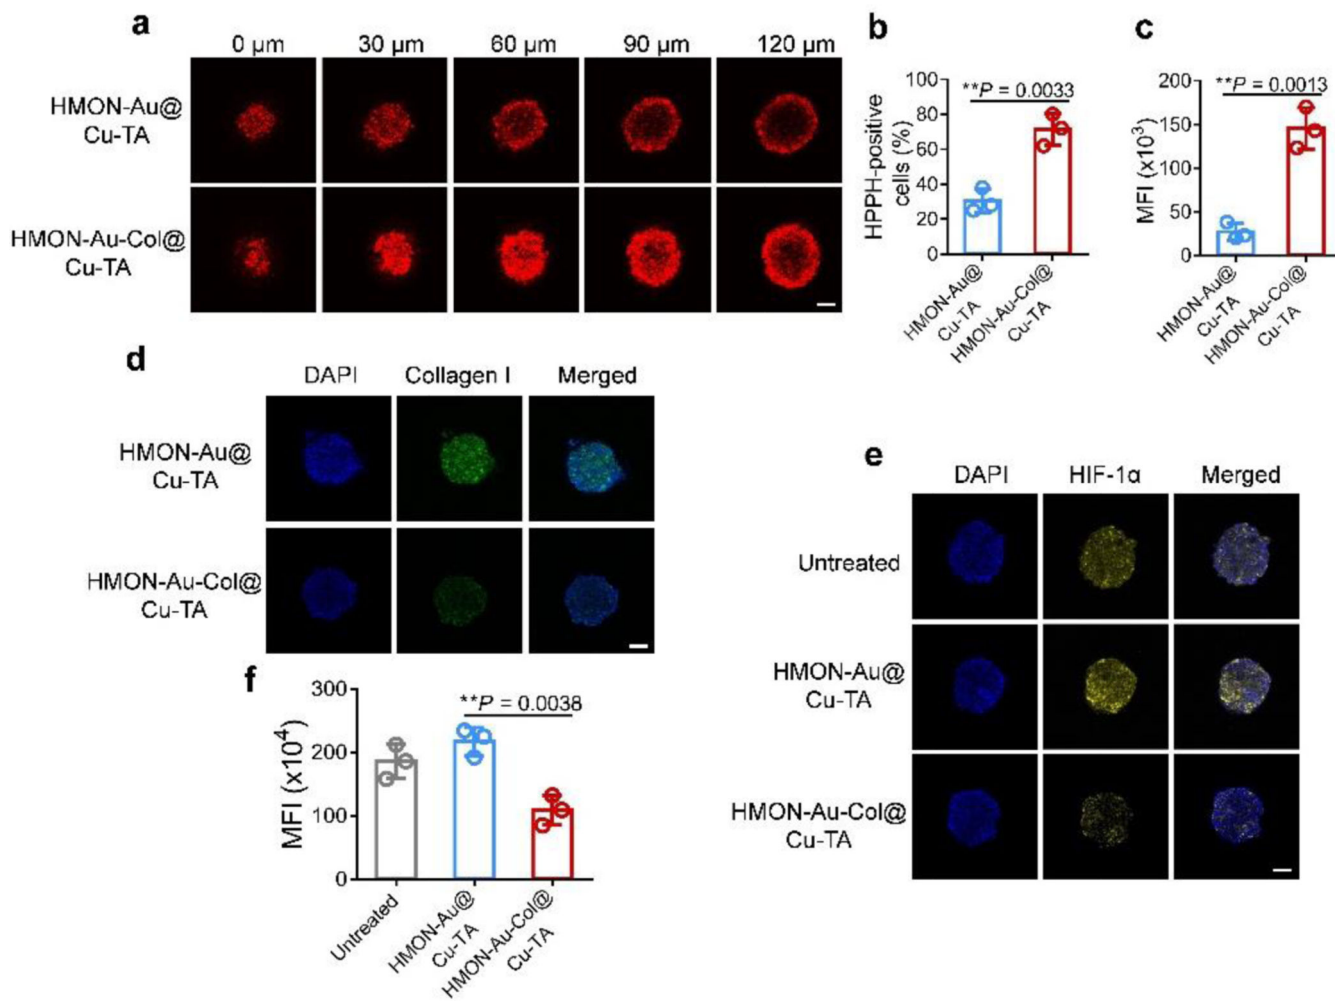 a
0 μm 30 μm 60 μm 90 μm 120 μm
HMON-Au@
Cu-TA
HMON-Au-Col@
Cu-TA
b
**P = 0.0033
HPPH-positive
cells (%)
100
80
60
40
20
0
HMON-Au@
Cu-TA
HMON-Au-Col@
Cu-TA
c
**P = 0.0013
MFI (x10³)
200
150
100
50
0
HMON-Au@
Cu-TA
HMON-Au-Col@
Cu-TA
d
DAPI Collagen I Merged
HMON-Au@
Cu-TA
HMON-Au-Col@
Cu-TA
e
DAPI HIF-1α Merged
Untreated
HMON-Au@
Cu-TA
HMON-Au-Col@
Cu-TA
f
**P = 0.0038
MFI (x10⁴)
300
200
100
0
Untreated
HMON-Au@
Cu-TA
HMON-Au-Col@
Cu-TA